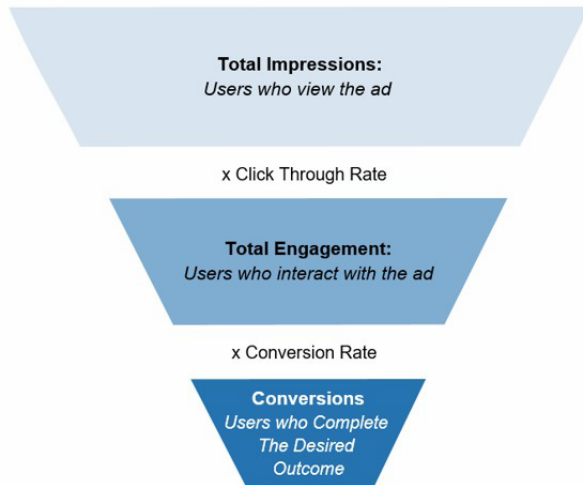 Total Impressions:
Users who view the ad
x Click Through Rate
Total Engagement:
Users who interact with the ad
x Conversion Rate
Conversions
Users who Complete
The Desired
Outcome